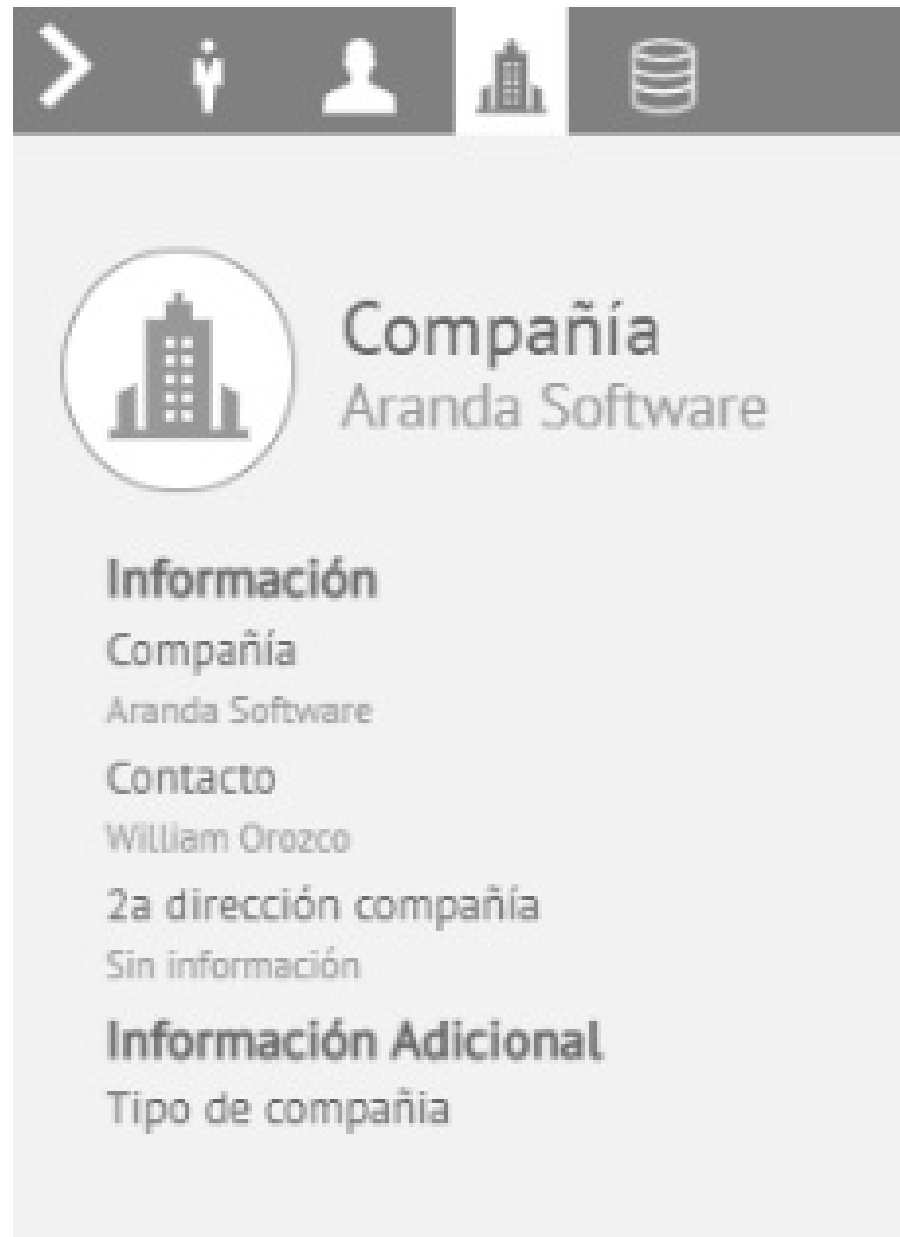 Compañía
Aranda Software
Información
Compañía
Aranda Software
Contacto
William Orozco
2a dirección compañía
Sin información
Información Adicional
Tipo de compañia